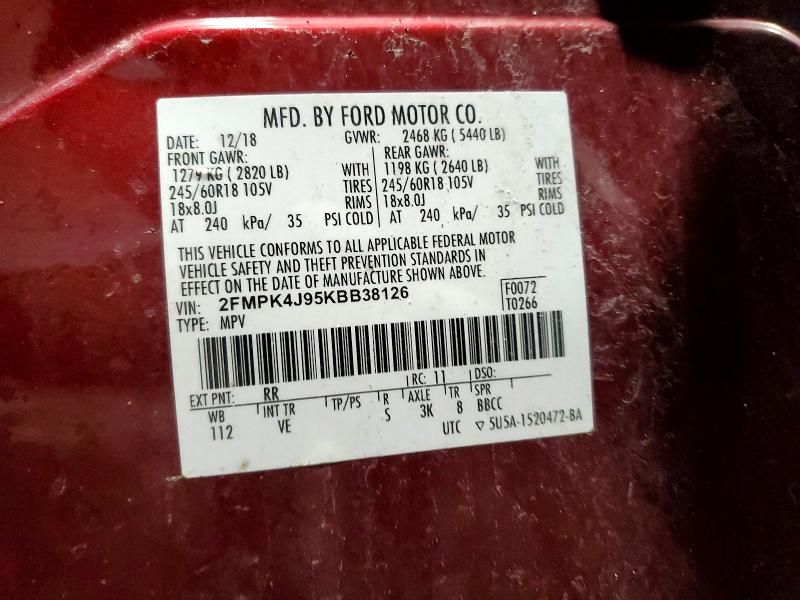 MFD. BY FORD MOTOR CO.
DATE: 12/18 GVWR: 2468 KG ( 5440 LB)
FRONT GAWR: REAR GAWR:
1279 KG ( 2820 LB) WITH 1198 KG ( 2640 LB) WITH
245/60R18 105V TIRES 245/60R18 105V TIRES
18x8.0J RIMS 18x8.0J RIMS
AT 240 kPa/ 35 PSI COLD AT 240 kPa/ 35 PSI COLD
THIS VEHICLE CONFORMS TO ALL APPLICABLE FEDERAL MOTOR
VEHICLE SAFETY AND THEFT PREVENTION STANDARDS IN
EFFECT ON THE DATE OF MANUFACTURE SHOWN ABOVE.
VIN: 2FMPK4J95KBB38126 F0072
TYPE: MPV T0266
EXT PNT: RR RC: 11 DSO:
WB INT TR TP/PS R AXLE TR SPR
112 VE S 3K 8 BBCC
UTC ▽ 5U5A-1520472-BA